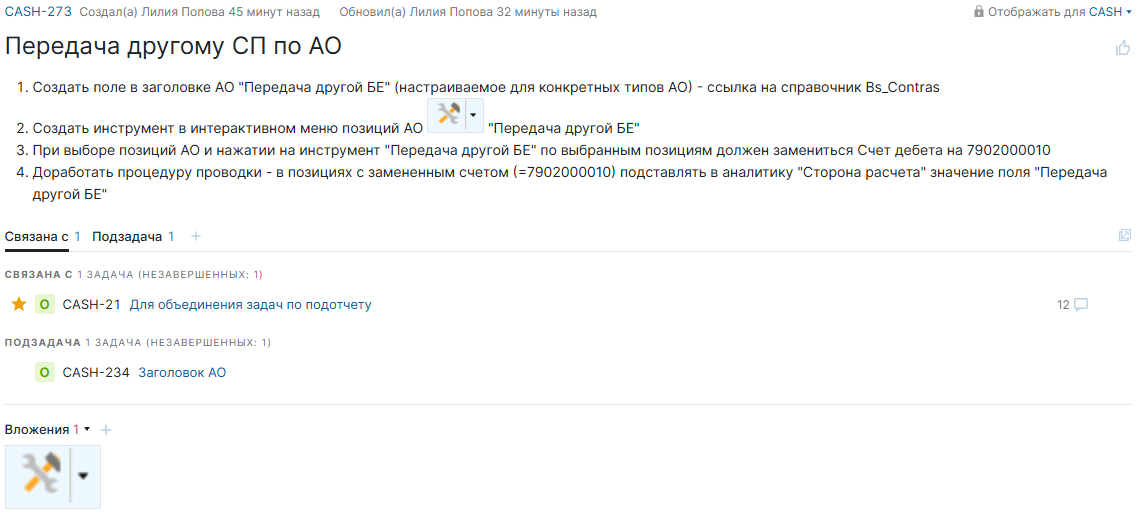 CASH-273 Создал(а) Лилия Попова 45 минут назад Обновил(а) Лилия Попова 32 минуты назад Отображать для CASH
Передача другому СП по АО
1. Создать поле в заголовке АО "Передача другой БЕ" (настраиваемое для конкретных типов АО) - ссылка на справочник Bs_Contras
2. Создать инструмент в интерактивном меню позиций АО "Передача другой БЕ"
3. При выборе позиций АО и нажатии на инструмент "Передача другой БЕ" по выбранным позициям должен замениться Счет дебета на 7902000010
4. Доработать процедуру проводки - в позициях с замененным счетом (=7902000010) подставлять в аналитику "Сторона расчета" значение поля "Передача
другой БЕ"
Связана с 1 Подзадача 1 +
СВЯЗАНА С 1 ЗАДАЧА (НЕЗАВЕРШЕННЫХ: 1)
О CASH-21 Для объединения задач по подотчету 12
ПОДЗАДАЧА 1 ЗАДАЧА (НЕЗАВЕРШЕННЫХ: 1)
О CASH-234 Заголовок АО
Вложения 1 +